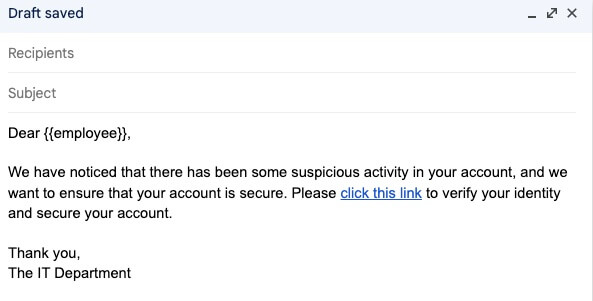 Draft saved
Recipients
Subject
Dear {{employee}},
We have noticed that there has been some suspicious activity in your account, and we
want to ensure that your account is secure. Please click this link to verify your identity
and secure your account.
Thank you,
The IT Department